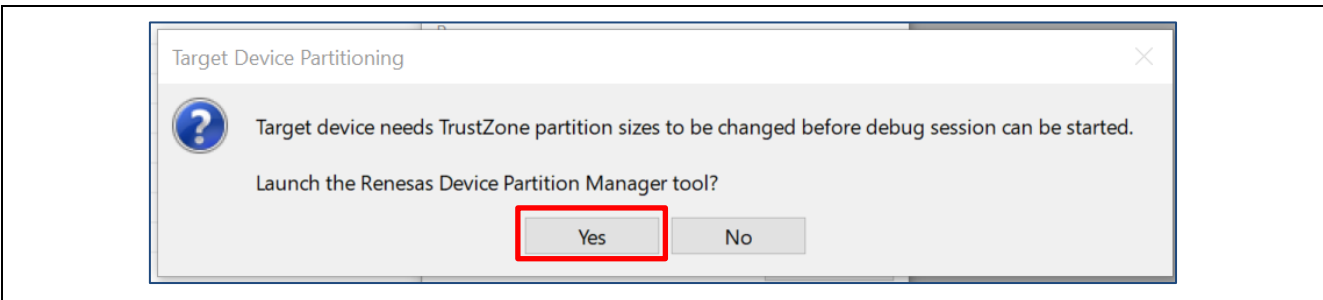 Target Device Partitioning
Target device needs TrustZone partition sizes to be changed before debug session can be started.
Launch the Renesas Device Partition Manager tool?
Yes No